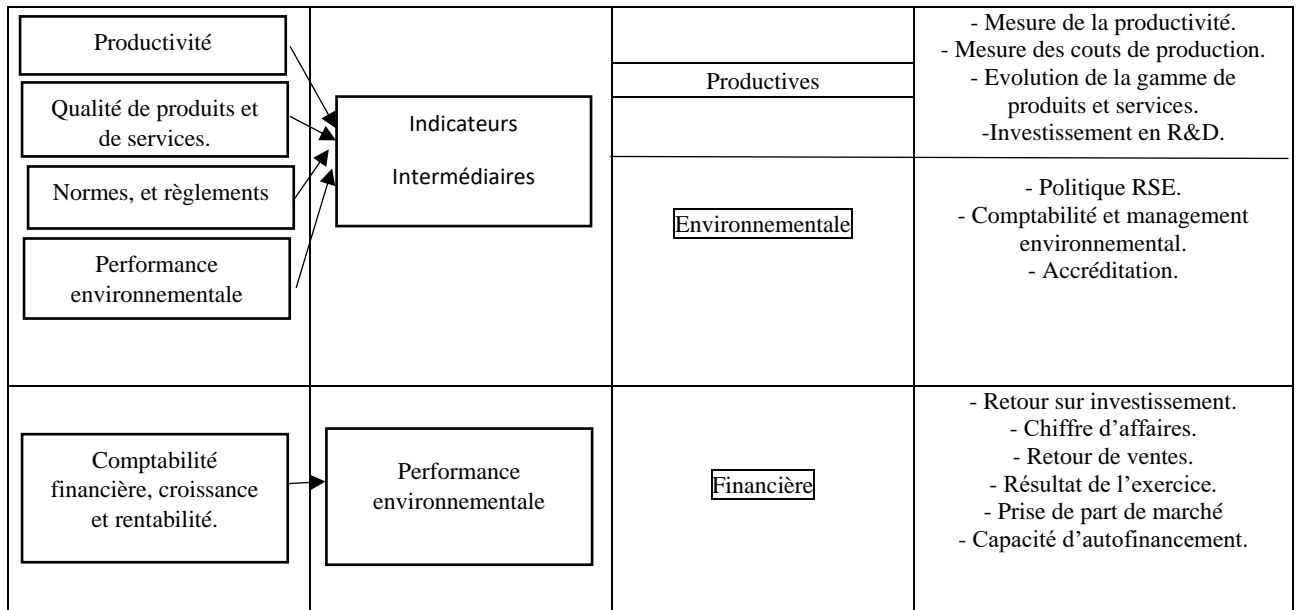 Productivité
Qualité de produits et
de services.
Normes, et règlements
Performance
environnementale
Indicateurs
Intermédiaires
Productives
Environnementale
- Mesure de la productivité.
- Mesure des couts de production.
- Evolution de la gamme de
produits et services.
-Investissement en R&D.
- Politique RSE.
- Comptabilité et management
environnemental.
- Accréditation.
Comptabilité
financière, croissance
et rentabilité.
Performance
environnementale
Financière
- Retour sur investissement.
- Chiffre d’affaires.
- Retour de ventes.
- Résultat de l’exercice.
- Prise de part de marché
- Capacité d’autofinancement.